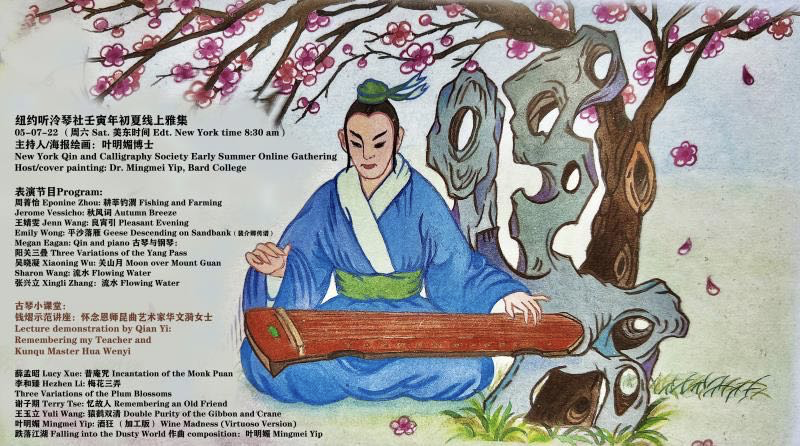 纽约听泠琴社壬寅年初夏线上雅集
05-07-22 （周六 Sat. 美东时间 Edt. New York time 8:30 am）
主持人/海报绘画：叶明媚博士
New York Qin and Calligraphy Society Early Summer Online Gathering
Host/cover painting: Dr. Mingmei Yip, Bard College
表演节目Program:
周善怡 Eponine Zhou: 耕莘钓渭 Fishing and Farming
Jerome Vessicho: 秋风词 Autumn Breeze
王婧雯 Jenn Wang: 良宵引 Pleasant Evening
Emily Wong: 平沙落雁 Geese Descending on Sandbank（裴介卿传谱）
Megan Eagan: Qin and piano 古琴与钢琴：
阳关三叠 Three Variations of the Yang Pass
吴晓凝 Xiaoning Wu: 关山月 Moon over Mount Guan
Sharon Wang: 流水 Flowing Water
张兴立 Xingli Zhang: 流水 Flowing Water
古琴小课堂：
钱熠示范讲座：怀念恩师昆曲艺术家华文漪女士
Lecture demonstration by Qian Yi:
Remembering my Teacher and
Kunqu Master Hua Wenyi
薛孟昭 Lucy Xue: 普庵咒 Incantation of the Monk Puan
李和臻 Hezhen Li: 梅花三弄
Three Variations of the Plum Blossoms
谢子朔 Terry Tse: 忆故人 Remembering an Old Friend
王玉立 Yuli Wang: 猿鹤双清 Double Purity of the Gibbon and Crane
叶明媚 Mingmei Yip: 酒狂 （加工版）Wine Madness (Virtuoso Version)
跌落江湖 Falling into the Dusty World 作曲 composition: 叶明媚 Mingmei Yip